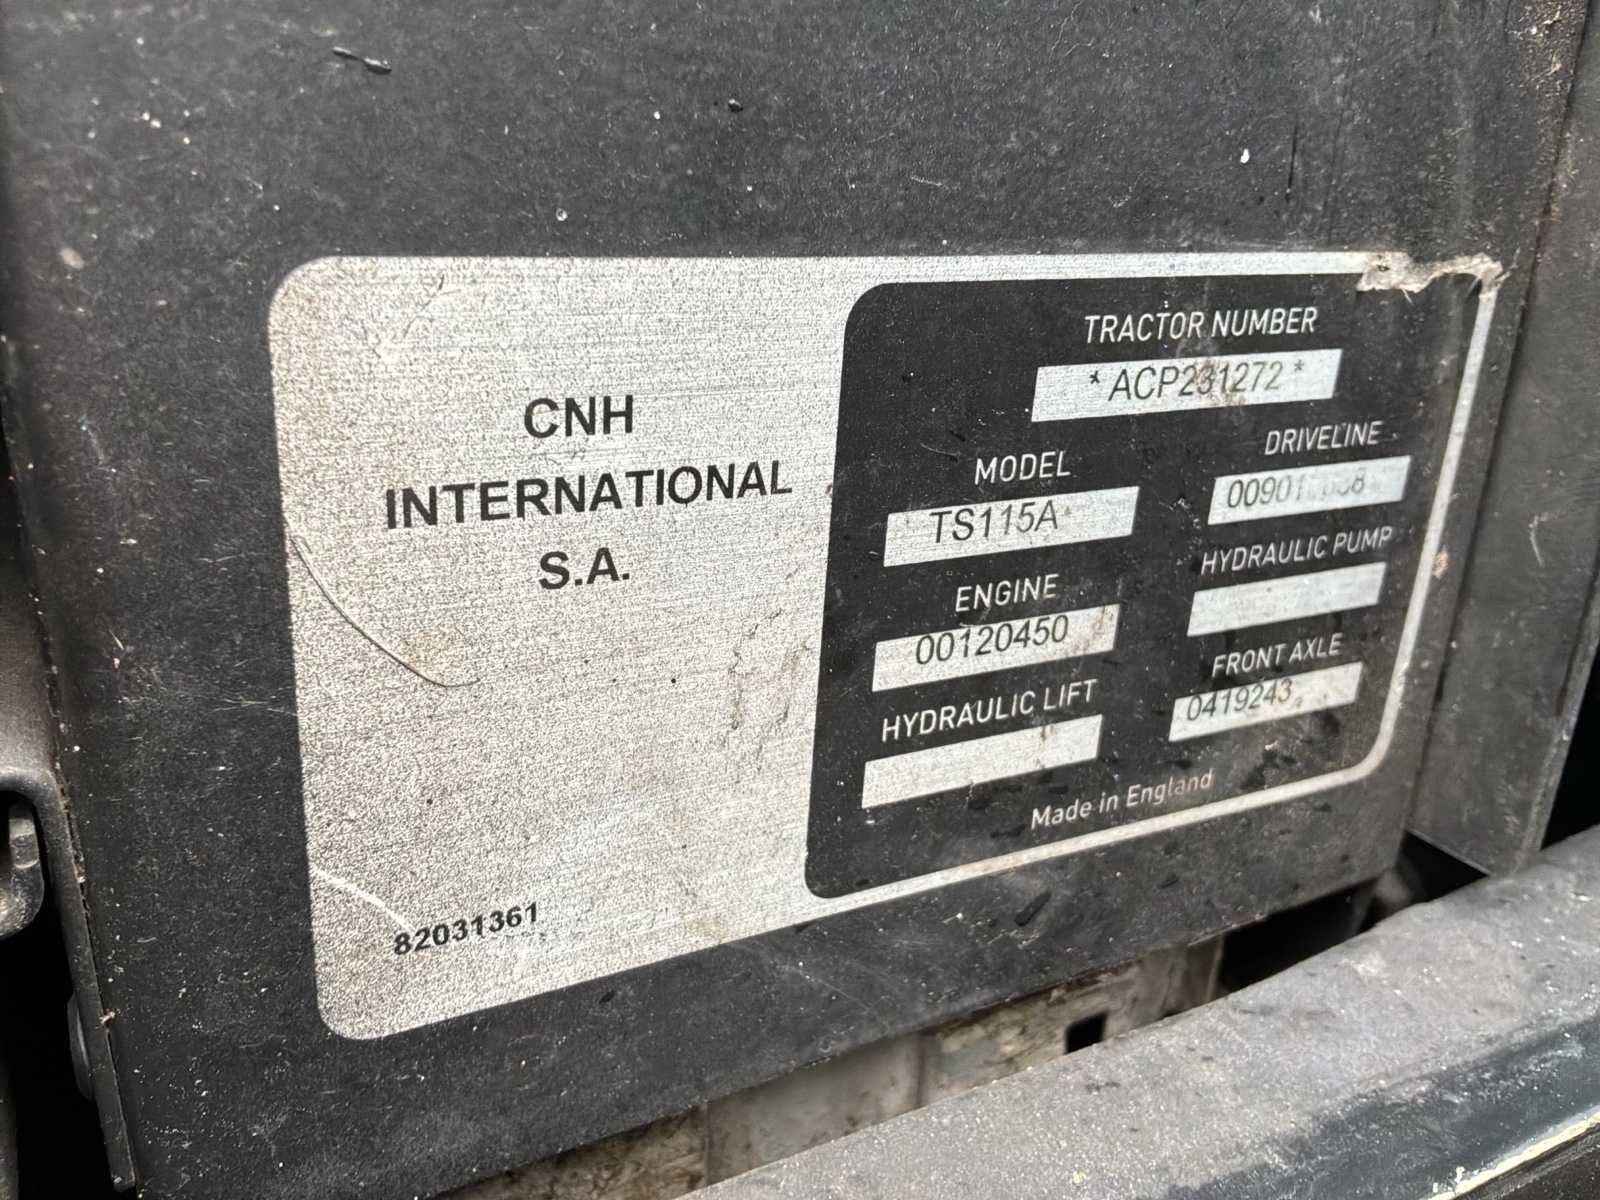 CNH
INTERNATIONAL
S.A.
82031361
TRACTOR NUMBER
*ACP231272*
MODEL
TS115A
DRIVELINE
ENGINE
00120450
HYDRAULIC PUMP
HYDRAULIC LIFT
FRONT AXLE
0419243
Made in England